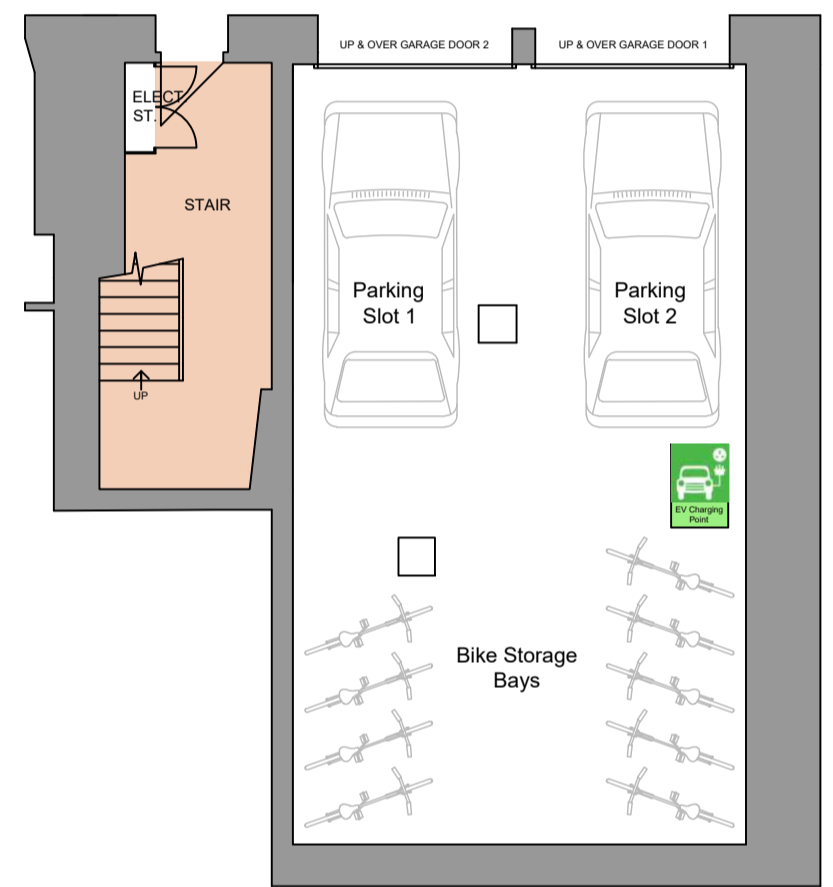 UP & OVER GARAGE DOOR 2
UP & OVER GARAGE DOOR 1
ELECT
ST.
STAIR
Parking
Slot 1
Parking
Slot 2
UP
EV Charging
Point
Bike Storage
Bays